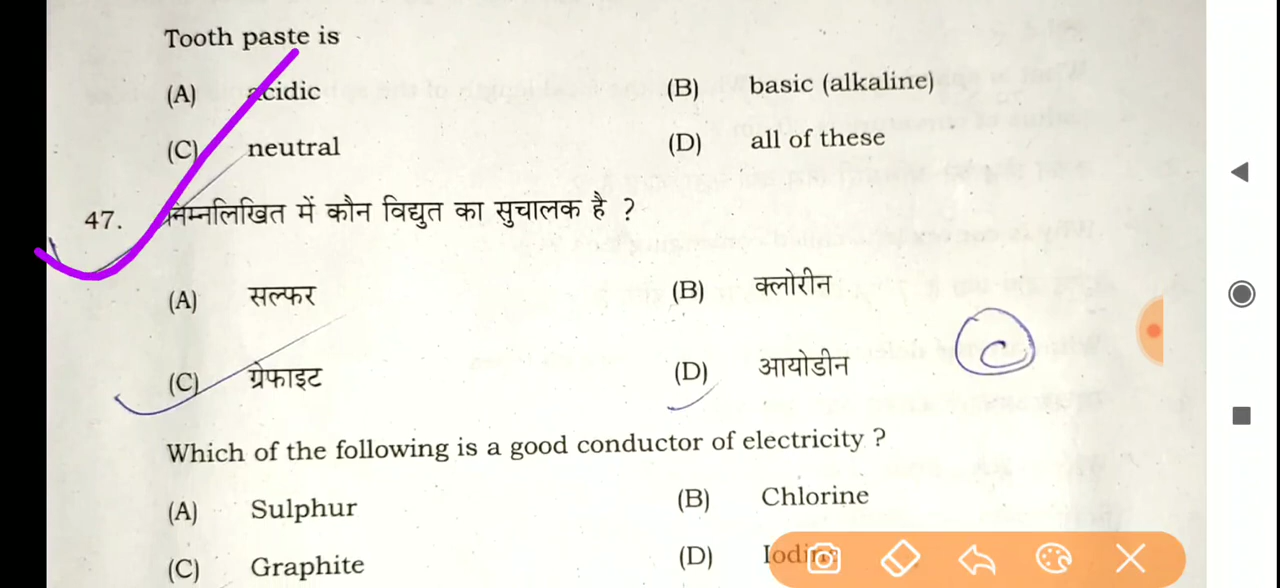 Tooth paste is
(A) acidic (B) basic (alkaline)
(C) neutral (D) all of these
47. निम्नलिखित में कौन विद्युत का सुचालक है ?
(A) सल्फर (B) क्लोरीन
(C) ग्रेफाइट (D) आयोडीन
C
Which of the following is a good conductor of electricity ?
(A) Sulphur (B) Chlorine
(C) Graphite (D) Iodine